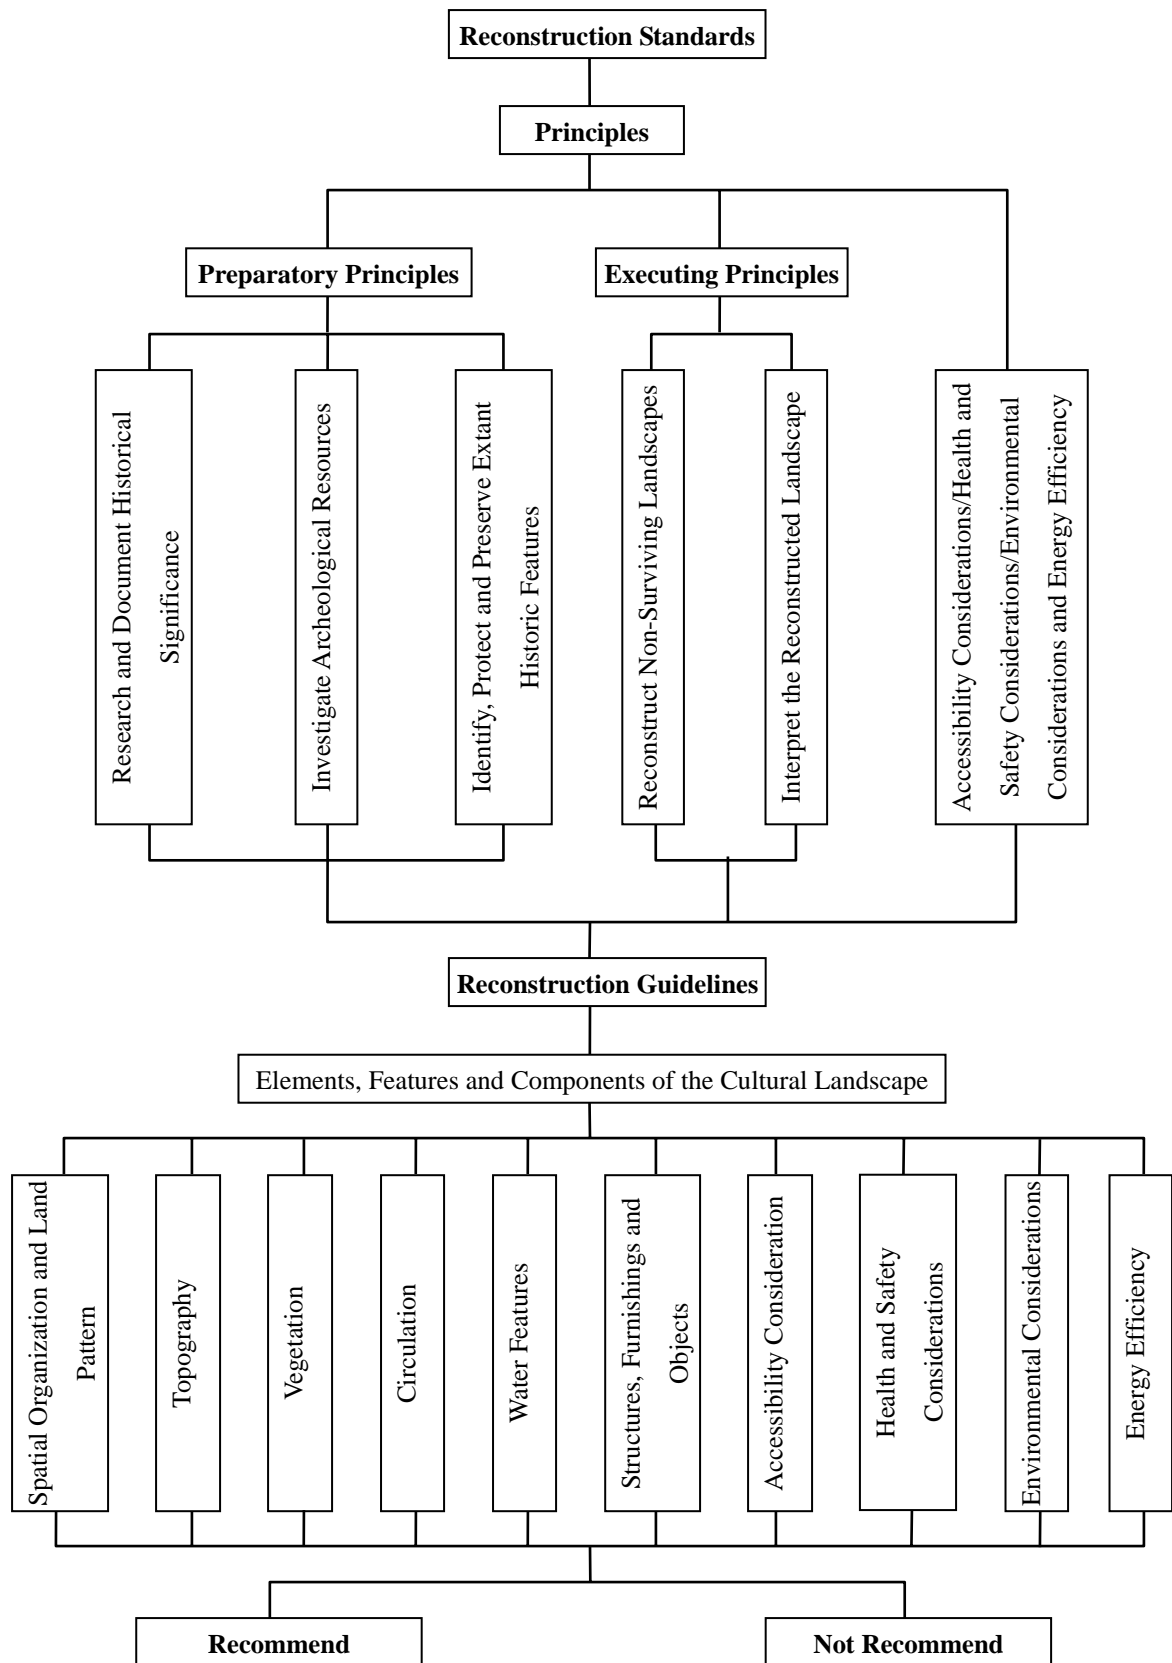 Reconstruction Standards
Principles
Preparatory Principles
Executing Principles
Research and Document Historical
Significance
Investigate Archeological Resources
Identify, Protect and Preserve Extant
Historic Features
Reconstruct Non-Surviving Landscapes
Interpret the Reconstructed Landscape
Accessibility Considerations/Health and
Safety Considerations/Environmental
Considerations and Energy Efficiency
Reconstruction Guidelines
Elements, Features and Components of the Cultural Landscape
Spatial Organization and Land
Pattern
Topography
Vegetation
Circulation
Water Features
Structures, Furnishings and
Objects
Accessibility Consideration
Health and Safety
Considerations
Environmental Considerations
Energy Efficiency
Recommend
Not Recommend